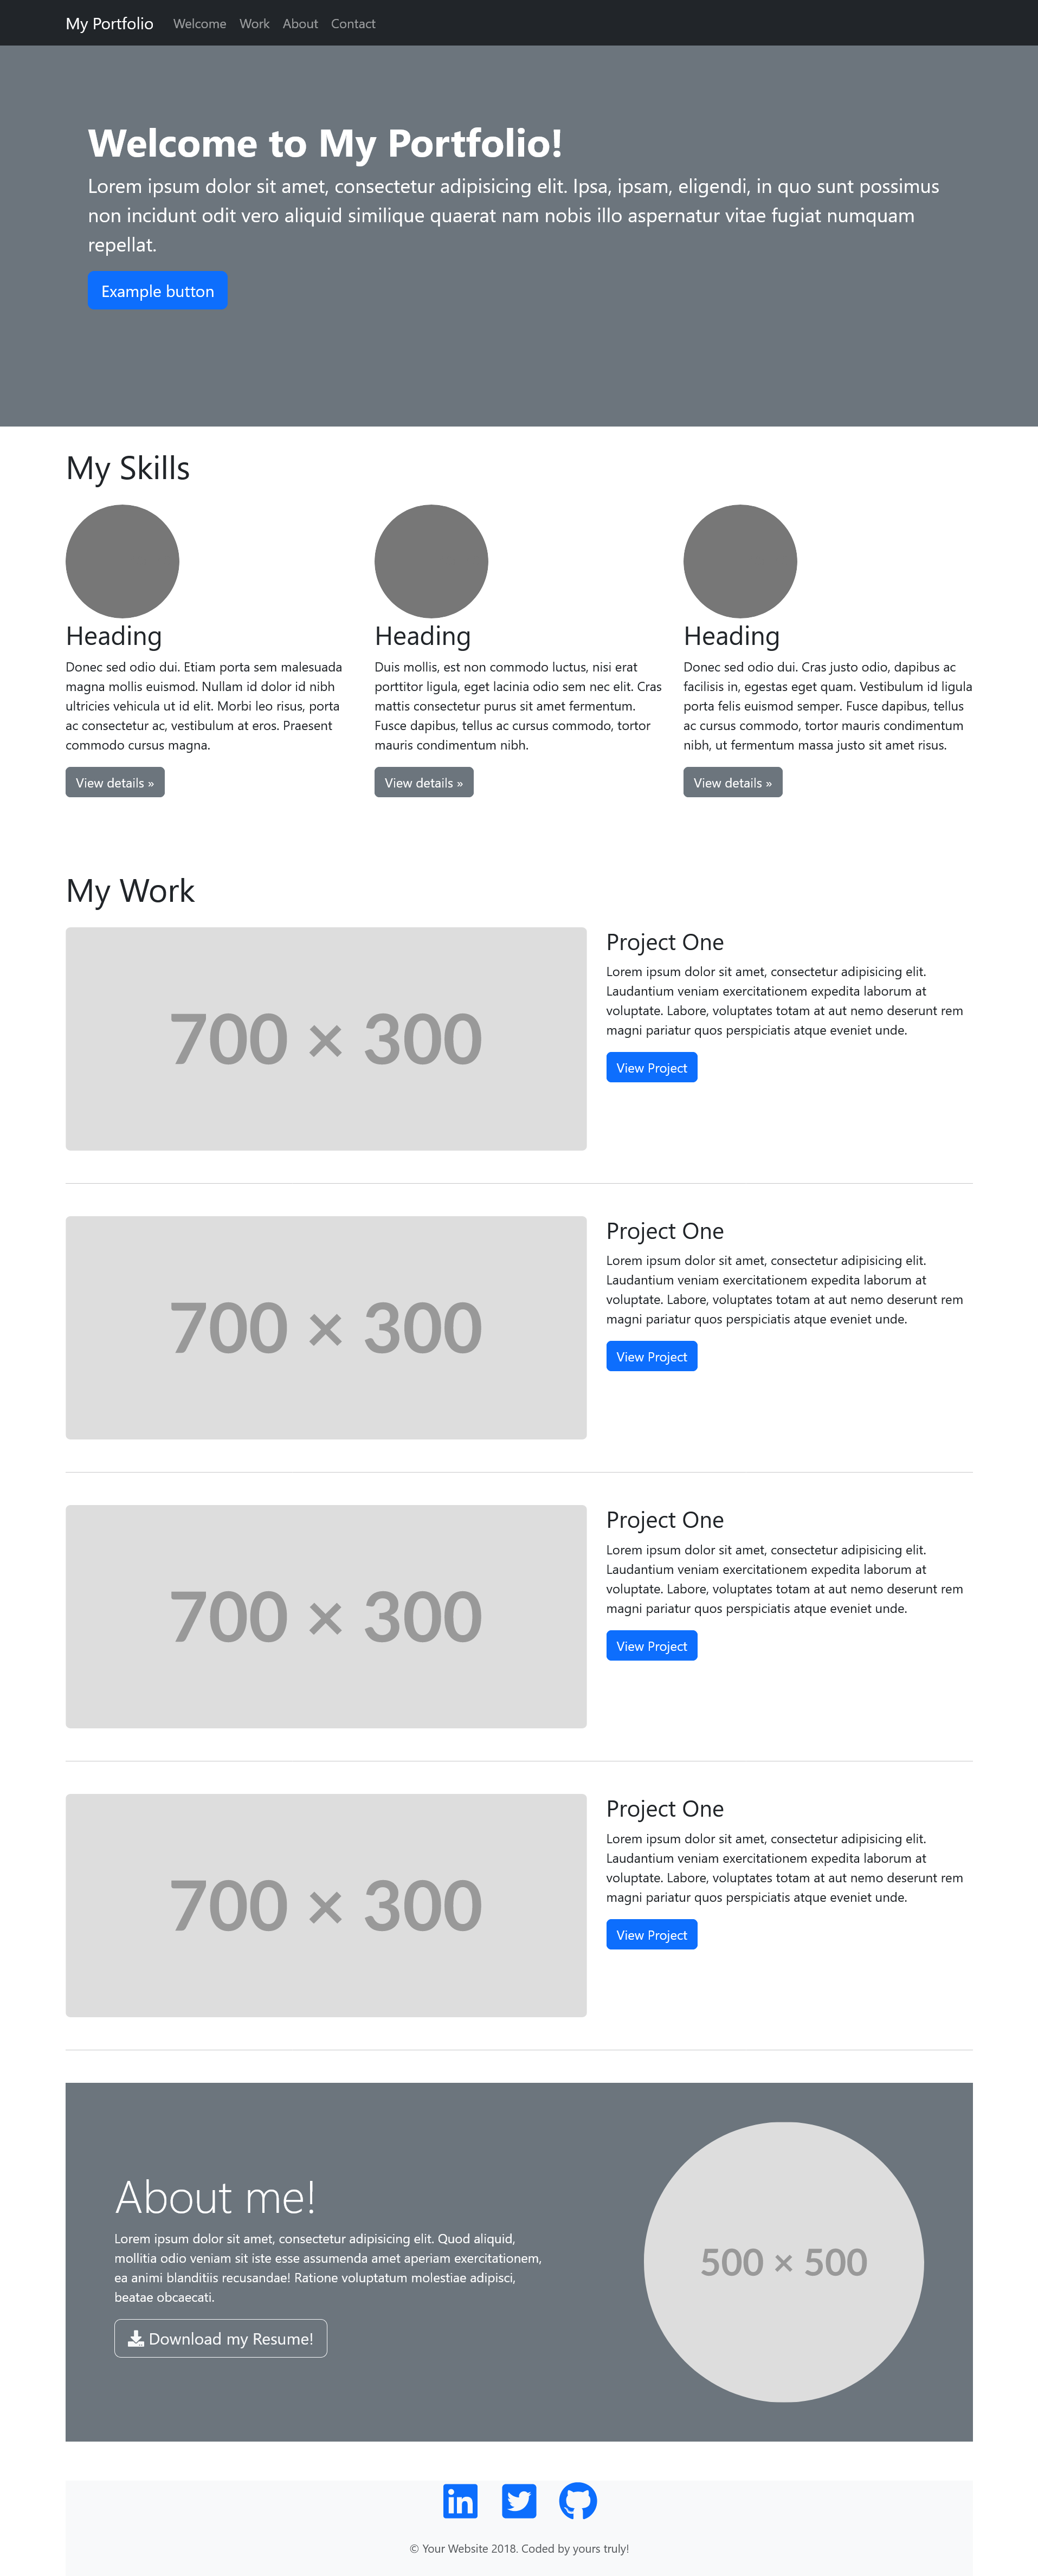 My Portfolio Welcome Work About Contact
Welcome to My Portfolio!
Lorem ipsum dolor sit amet, consectetur adipisicing elit. Ipsa, ipsam, eligendi, in quo sunt possimus
non incidunt odit vero aliquid similique quaerat nam nobis illo aspernatur vitae fugiat numquam
repellat.
Example button
My Skills
Heading
Donec sed odio dui. Etiam porta sem malesuada
magna mollis euismod. Nullam id dolor id nibh
ultricies vehicula ut id elit. Morbi leo risus, porta
ac consectetur ac, vestibulum at eros. Praesent
commodo cursus magna.
View details »
Heading
Duis mollis, est non commodo luctus, nisi erat
porttitor ligula, eget lacinia odio sem nec elit. Cras
mattis consectetur purus sit amet fermentum.
Fusce dapibus, tellus ac cursus commodo, tortor
mauris condimentum nibh.
View details »
Heading
Donec sed odio dui. Cras justo odio, dapibus ac
facilisis in, egestas eget quam. Vestibulum id ligula
porta felis euismod semper. Fusce dapibus, tellus
ac cursus commodo, tortor mauris condimentum
nibh, ut fermentum massa justo sit amet risus.
View details »
My Work
700 × 300
Project One
Lorem ipsum dolor sit amet, consectetur adipisicing elit.
Laudantium veniam exercitationem expedita laborum at
voluptate. Labore, voluptates totam at aut nemo deserunt rem
magni pariatur quos perspiciatis atque eveniet unde.
View Project
700 × 300
Project One
Lorem ipsum dolor sit amet, consectetur adipisicing elit.
Laudantium veniam exercitationem expedita laborum at
voluptate. Labore, voluptates totam at aut nemo deserunt rem
magni pariatur quos perspiciatis atque eveniet unde.
View Project
700 × 300
Project One
Lorem ipsum dolor sit amet, consectetur adipisicing elit.
Laudantium veniam exercitationem expedita laborum at
voluptate. Labore, voluptates totam at aut nemo deserunt rem
magni pariatur quos perspiciatis atque eveniet unde.
View Project
700 × 300
Project One
Lorem ipsum dolor sit amet, consectetur adipisicing elit.
Laudantium veniam exercitationem expedita laborum at
voluptate. Labore, voluptates totam at aut nemo deserunt rem
magni pariatur quos perspiciatis atque eveniet unde.
View Project
About me!
Lorem ipsum dolor sit amet, consectetur adipisicing elit. Quod aliquid,
mollitia odio veniam sit iste esse assumenda amet aperiam exercitationem,
ea animi blanditiis recusandae! Ratione voluptatum molestiae adipisci,
beatae obcaecati.
Download my Resume!
500 × 500
in
© Your Website 2018. Coded by yours truly!